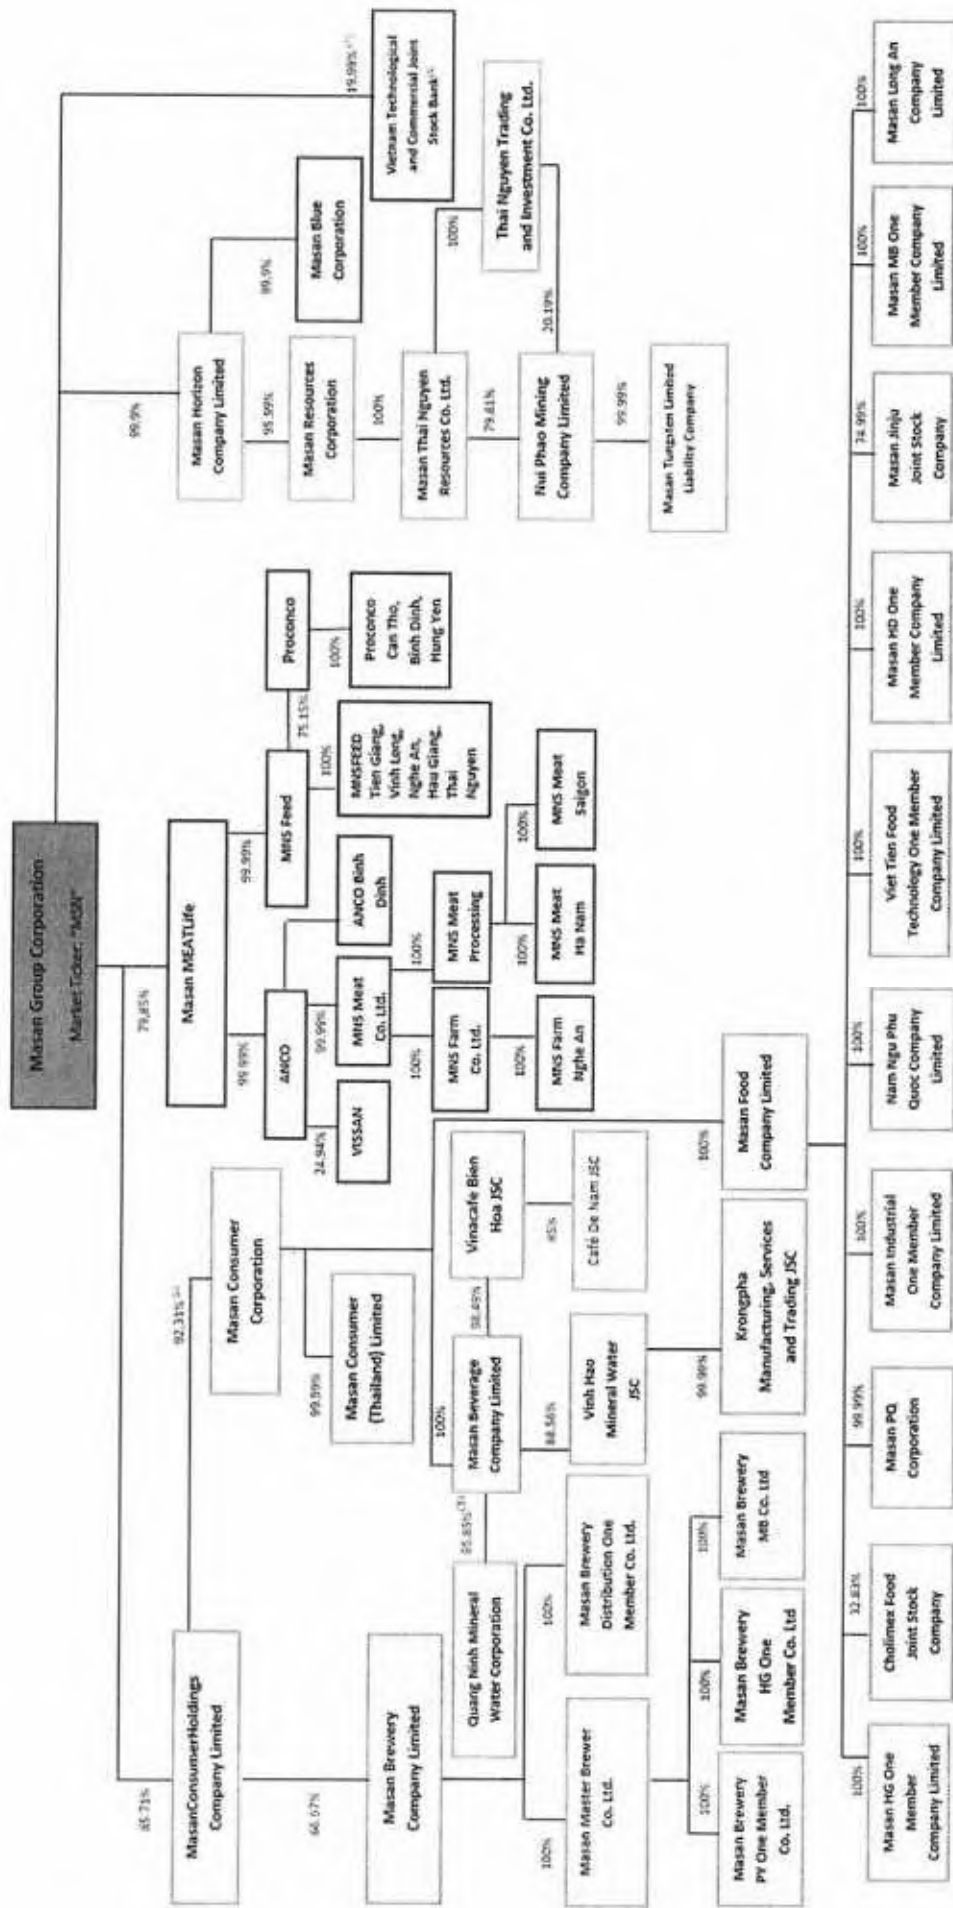 Masan Group Corporation
Market Ticker: "MSN"
85.71%
79.85%
99.9%
19.99%
MasanConsumerHoldings
Company Limited
92.31%
Masan Consumer
Corporation
66.67%
Masan Brewery
Company Limited
99.99%
Masan Consumer
(Thailand) Limited
100%
Masan Beverage
Company Limited
98.49%
Vinacafe Bien
Hoa JSC
85%
Café De Nam JSC
Quang Ninh Mineral
Water Corporation
88.56%
Vinh Hao
Mineral Water
JSC
99.99%
Krongpha
Manufacturing, Services
and Trading JSC
100%
Masan Food
Company Limited
100%
Masan Master Brewer
Co. Ltd.
100%
Masan Brewery
Distribution One
Member Co. Ltd.
100%
Masan Brewery
PY One Member
Co. Ltd.
100%
Masan Brewery
HG One
Member Co. Ltd
100%
Masan Brewery
MB Co. Ltd
Masan MEATLife
99.99%
ANCO
99.99%
MNS Feed
75.15%
Proconco
100%
Proconco
Can Tho,
Binh Dinh,
Hung Yen
24.94%
VISSAN
99.99%
MNS Meat
Co. Ltd.
ANCO Binh
Dinh
100%
MNSFEED
Tien Giang,
Vinh Long,
Nghe An,
Hau Giang,
Thai
Nguyen
100%
MNS Farm
Co. Ltd.
100%
MNS Meat
Processing
100%
MNS Farm
Nghe An
100%
MNS Meat
Ha Nam
100%
MNS Meat
Saigon
Masan Horizon
Company Limited
99.9%
Masan Blue
Corporation
Vietnam Technological
and Commercial Joint
Stock Bank
95.99%
Masan Resources
Corporation
100%
Masan Thai Nguyen
Resources Co. Ltd.
100%
Thai Nguyen Trading
and Investment Co. Ltd.
79.81%
20.19%
Nui Phao Mining
Company Limited
99.99%
Masan Tungsten Limited
Liability Company
100%
Masan HG One
Member
Company Limited
32.83%
Cholimex Food
Joint Stock
Company
99.99%
Masan PQ
Corporation
100%
Masan Industrial
One Member
Company Limited
100%
Nam Ngu Phu
Quoc Company
Limited
100%
Viet Tien Food
Technology One Member
Company Limited
100%
Masan HD One
Member Company
Limited
74.99%
Masan Jinju
Joint Stock
Company
100%
Masan MB One
Member Company
Limited
100%
Masan Long An
Company
Limited